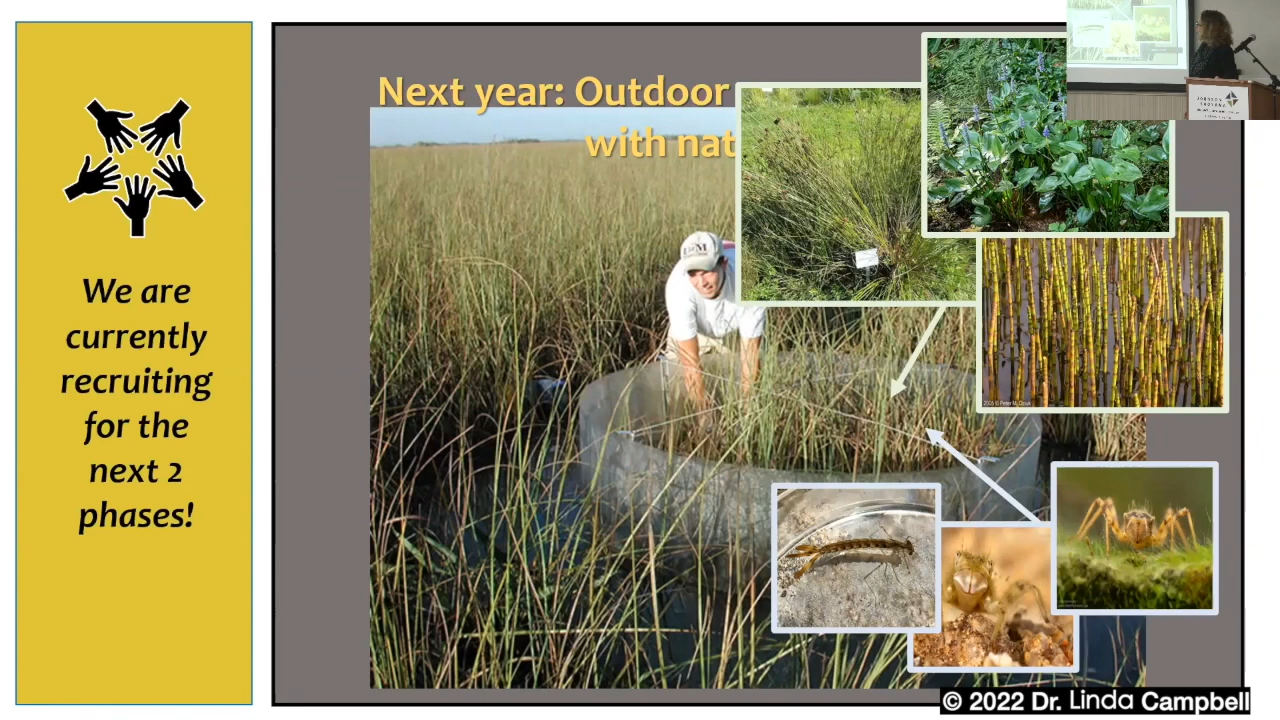 We are
currently
recruiting
for the
next 2
phases!
Next year: Outdoor
with nat
© 2022 Dr. Linda Campbell